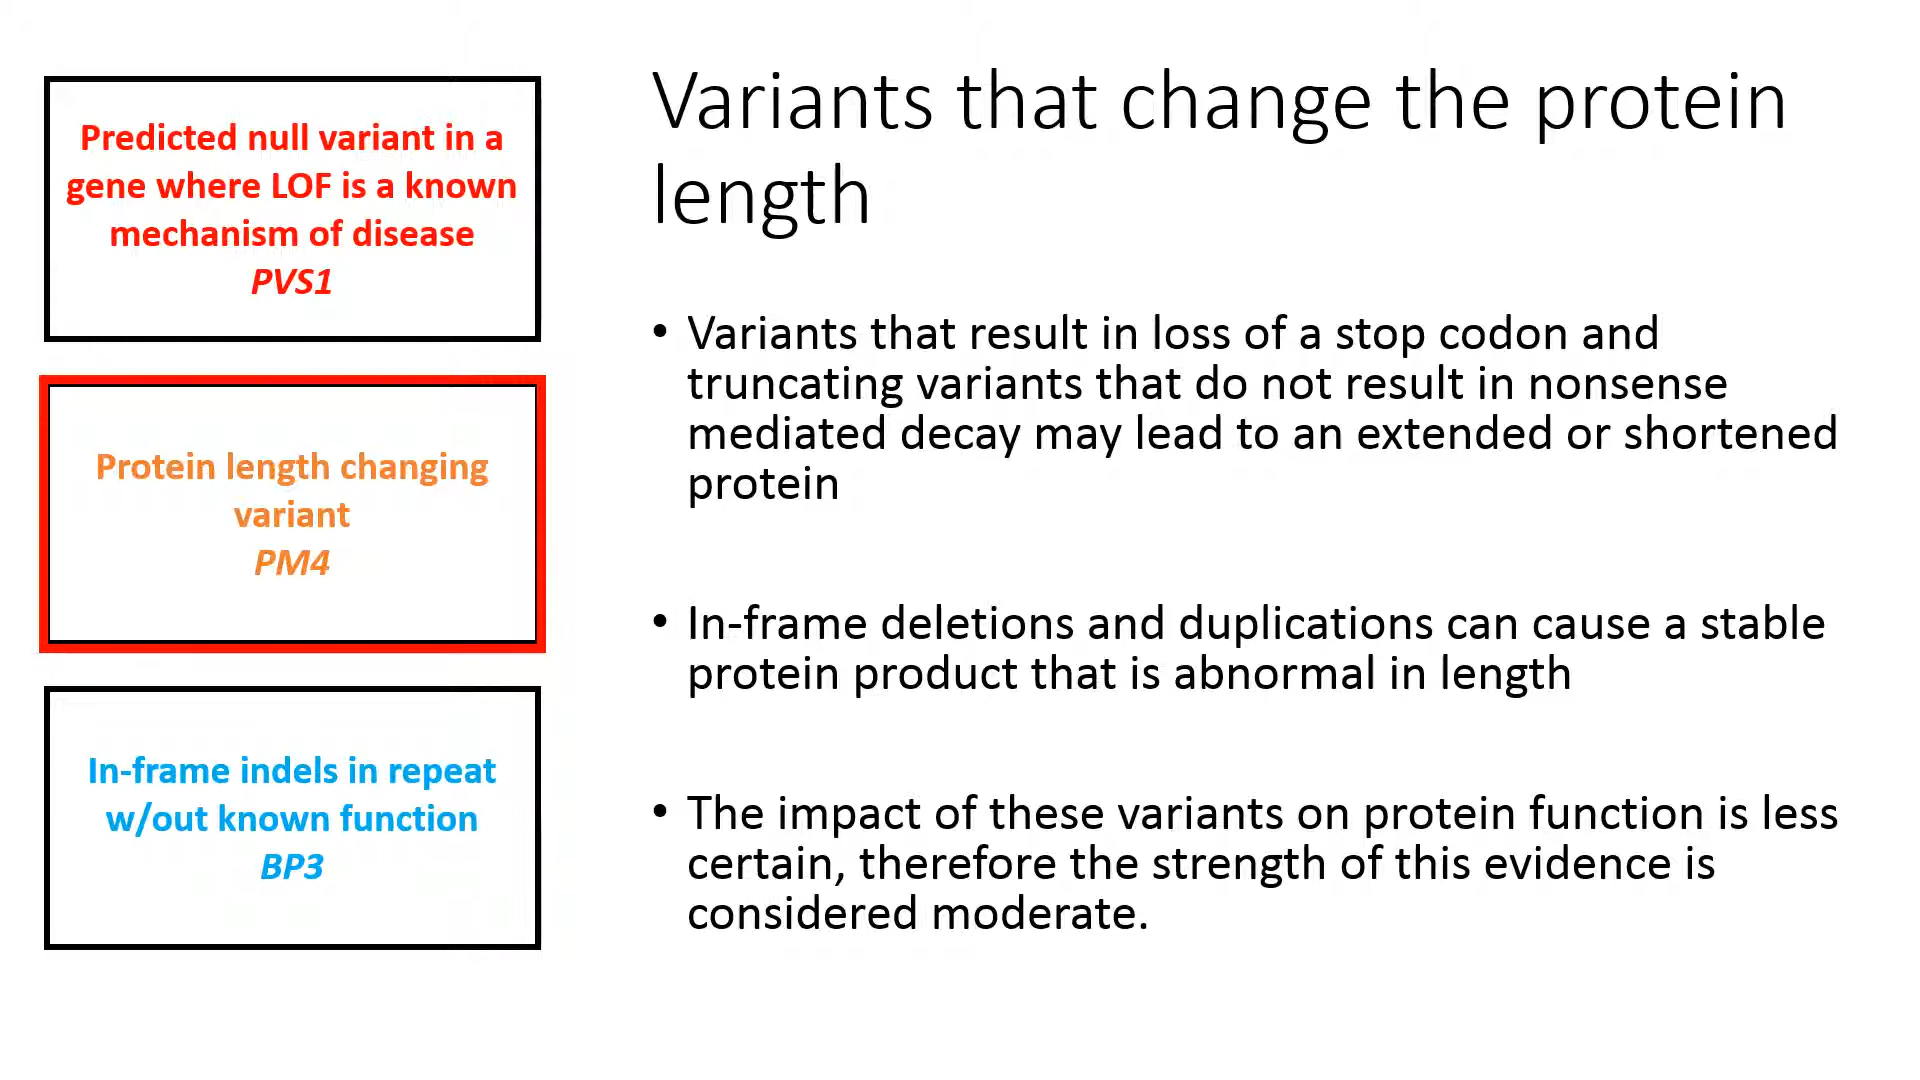 Predicted null variant in a
gene where LOF is a known
mechanism of disease
PVS1
Protein length changing
variant
PM4
In-frame indels in repeat
w/out known function
BP3
Variants that change the protein
length
• Variants that result in loss of a stop codon and
truncating variants that do not result in nonsense
mediated decay may lead to an extended or shortened
protein
• In-frame deletions and duplications can cause a stable
protein product that is abnormal in length
• The impact of these variants on protein function is less
certain, therefore the strength of this evidence is
considered moderate.